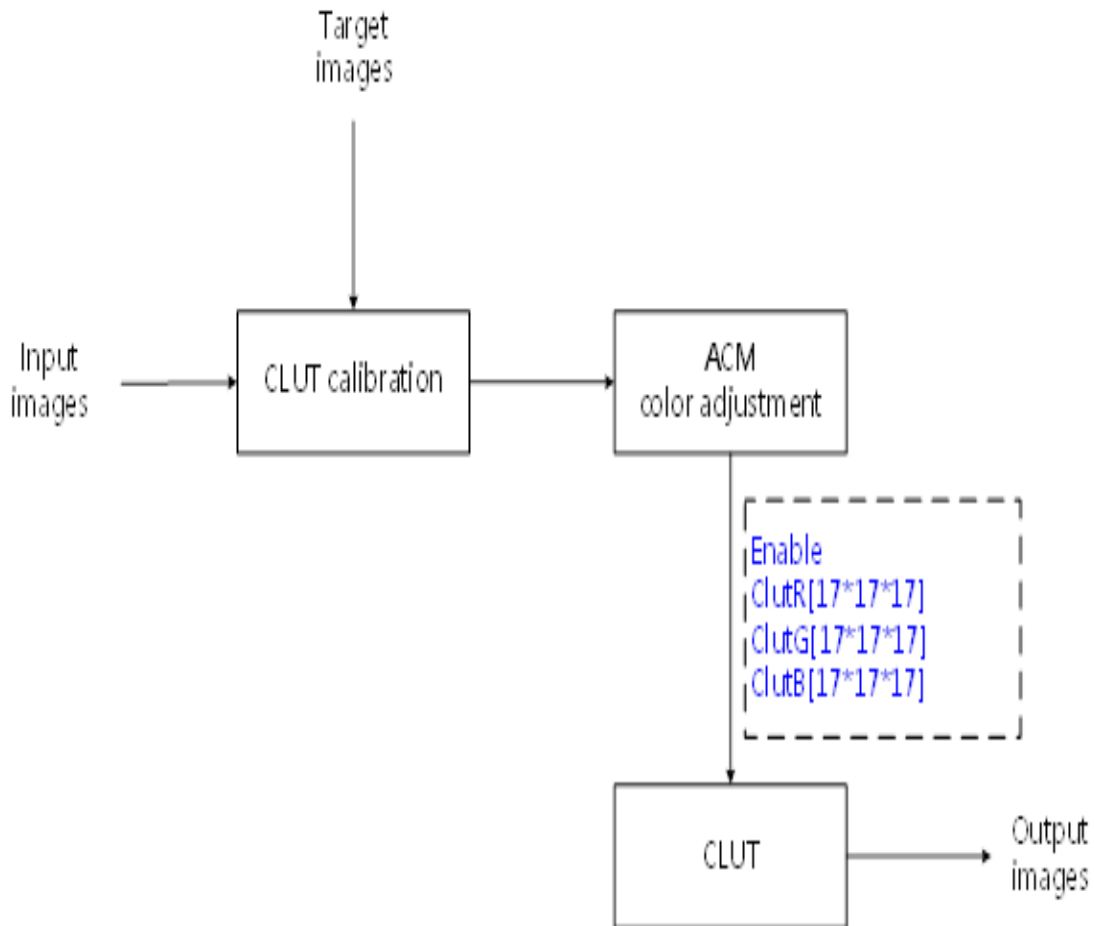 Target
images
Input
images
CLUT calibration
ACM
color adjustment
Enable
ClutR[17*17*17]
ClutG[17*17*17]
ClutB[17*17*17]
CLUT
Output
images